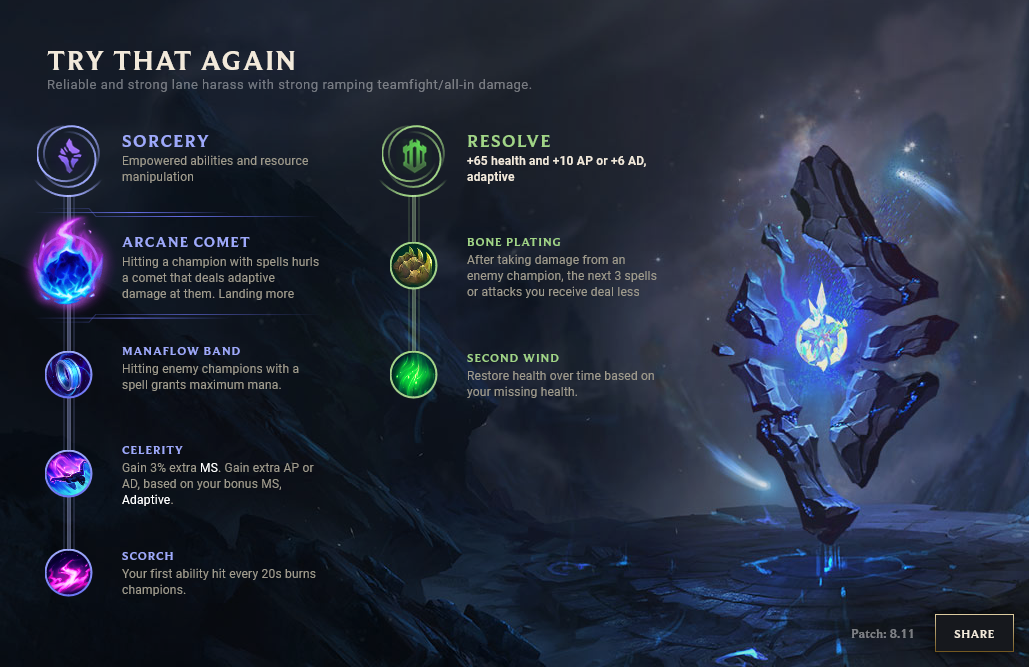 TRY THAT AGAIN
Reliable and strong lane harass with strong ramping teamfight/all-in damage.
SORCERY
Empowered abilities and resource
manipulation
ARCANE COMET
Hitting a champion with spells hurls
a comet that deals adaptive
damage at them. Landing more
MANAFLOW BAND
Hitting enemy champions with a
spell grants maximum mana.
CELERITY
Gain 3% extra MS. Gain extra AP or
AD, based on your bonus MS,
Adaptive.
SCORCH
Your first ability hit every 20s burns
champions.
RESOLVE
+65 health and +10 AP or +6 AD,
adaptive
BONE PLATING
After taking damage from an
enemy champion, the next 3 spells
or attacks you receive deal less
SECOND WIND
Restore health over time based on
your missing health.
Patch: 8.11
SHARE